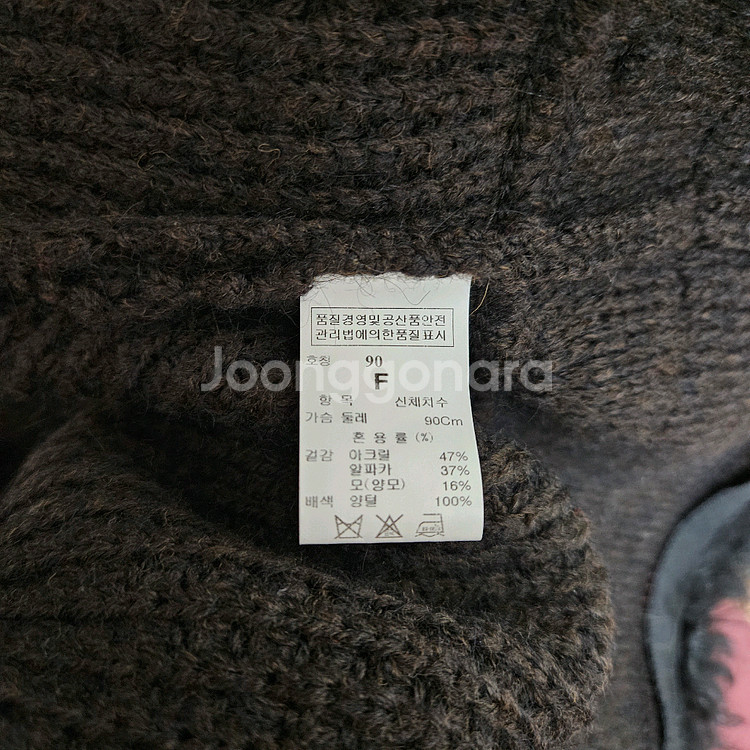 품질경영및공산품안전
관리법에의한품질표시
호칭 90
F
Joonggonara
항 목 신체치수
가슴 둘레 90Cm
혼 용 률 (%)
겉감 아크릴 47%
알파카 37%
모(양모) 16%
배색 양털 100%